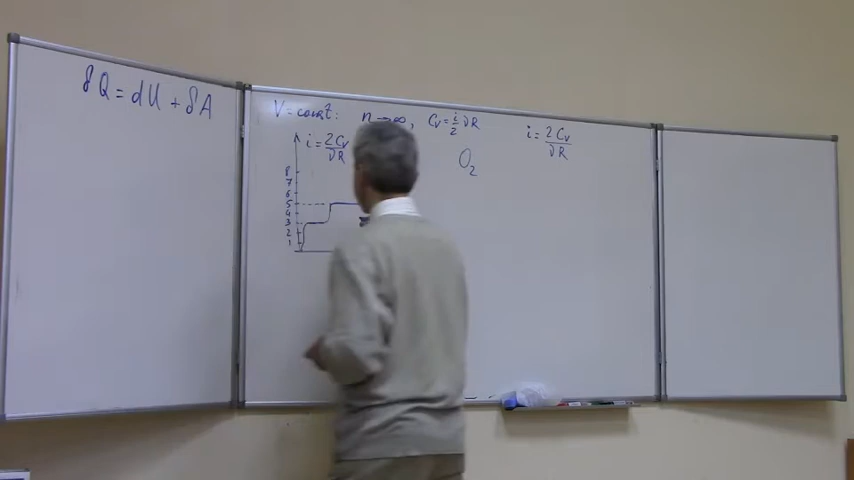 δQ = dU + δA
V = const: n → ∞, Cv = i/2 νR
i = 2Cv/νR
O₂
i = 2Cv/νR
8
7
6
5
4
3
2
1